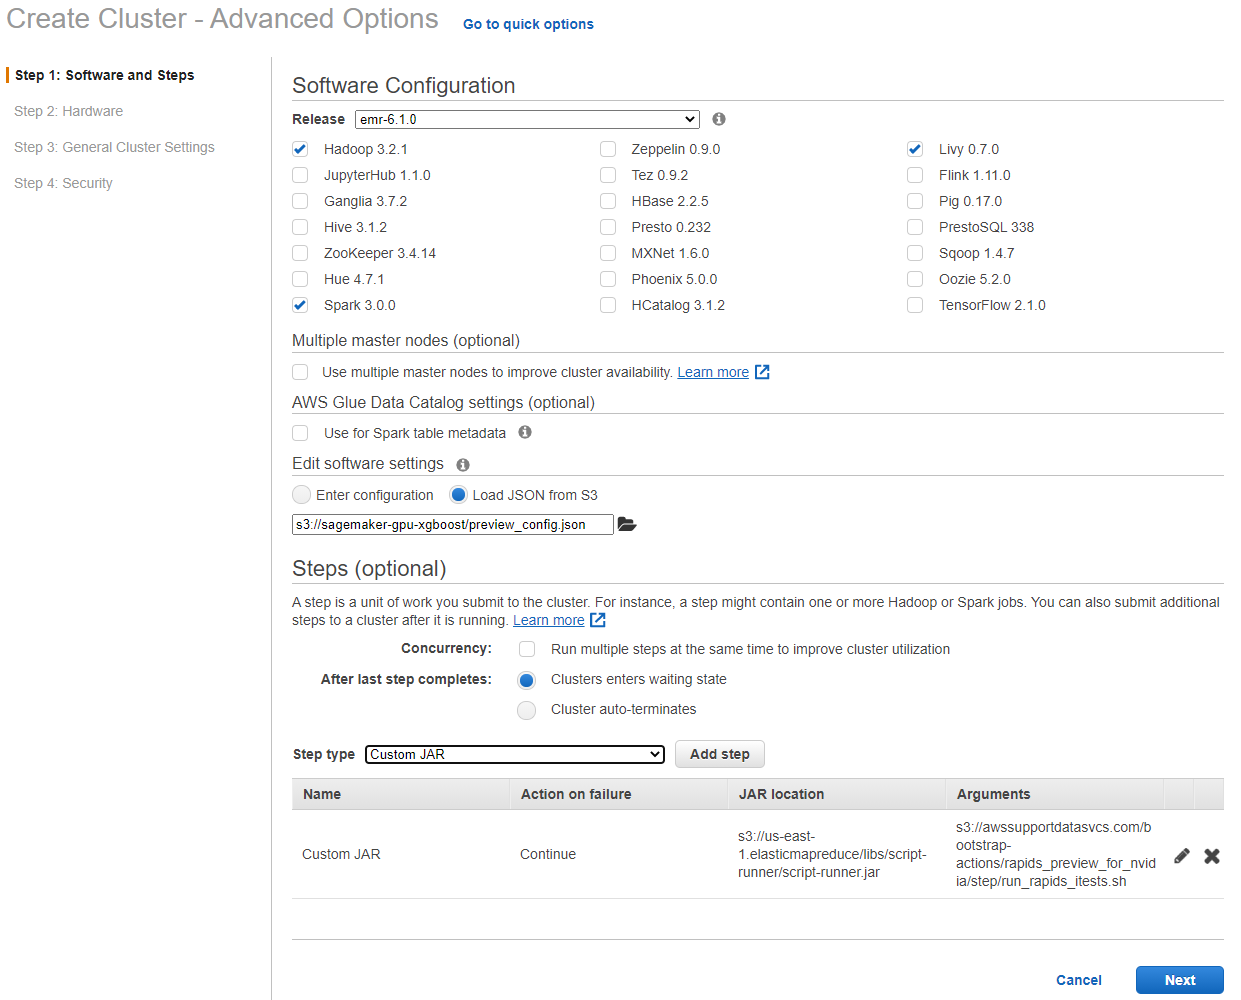 Create Cluster - Advanced Options Go to quick options
Step 1: Software and Steps
Step 2: Hardware
Step 3: General Cluster Settings
Step 4: Security
Software Configuration
Release emr-6.1.0
Hadoop 3.2.1 Zeppelin 0.9.0 Livy 0.7.0
JupyterHub 1.1.0 Tez 0.9.2 Flink 1.11.0
Ganglia 3.7.2 HBase 2.2.5 Pig 0.17.0
Hive 3.1.2 Presto 0.232 PrestoSQL 338
ZooKeeper 3.4.14 MXNet 1.6.0 Sqoop 1.4.7
Hue 4.7.1 Phoenix 5.0.0 Oozie 5.2.0
Spark 3.0.0 HCatalog 3.1.2 TensorFlow 2.1.0
Multiple master nodes (optional)
Use multiple master nodes to improve cluster availability. Learn more
AWS Glue Data Catalog settings (optional)
Use for Spark table metadata
Edit software settings
Enter configuration Load JSON from S3
s3://sagemaker-gpu-xgboost/preview_config.json
Steps (optional)
A step is a unit of work you submit to the cluster. For instance, a step might contain one or more Hadoop or Spark jobs. You can also submit additional
steps to a cluster after it is running. Learn more
Concurrency: Run multiple steps at the same time to improve cluster utilization
After last step completes: Clusters enters waiting state
Cluster auto-terminates
Step type Custom JAR Add step
Name Action on failure JAR location Arguments
Custom JAR
Continue
s3://us-east-
1.elasticmapreduce/libs/script-
runner/script-runner.jar
s3://awssupportdatasvcs.com/b
ootstrap-
actions/rapids_preview_for_nvid
ia/step/run_rapids_itests.sh
Cancel Next